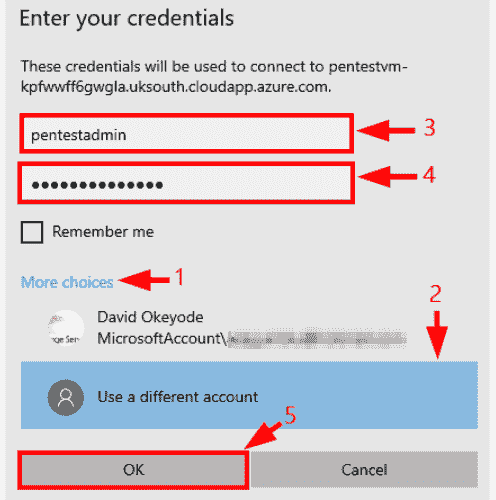 Enter your credentials
These credentials will be used to connect to pentestvm-
kpfwwff6gwgla.uksouth.cloudapp.azure.com.
pentestadmin
3
●●●●●●●●●●●●●●
4
Remember me
More choices
1
David Okeyode
MicrosoftAccount\
2
Use a different account
5
OK
Cancel